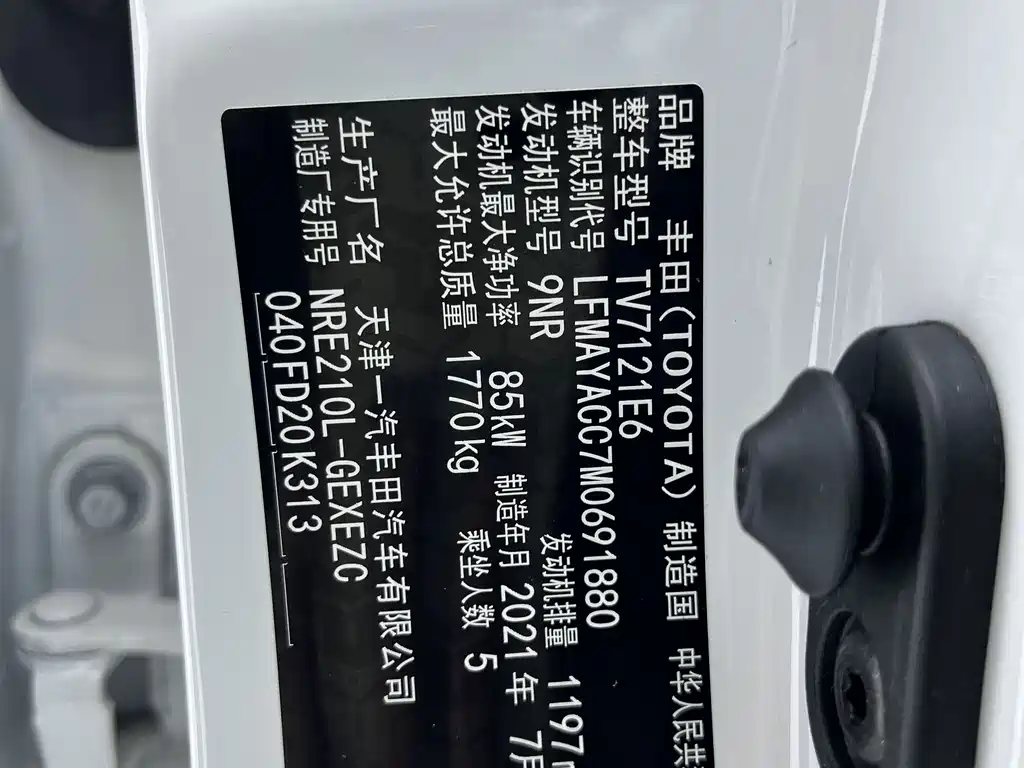 品牌 丰田(TOYOTA) 制造国 中华人民共
整车型号 TV7121E6
车辆识别代号 LFMAYACC7M0691880
发动机型号 9NR 发动机排量 1197m
发动机最大净功率 85kW 制造年月 2021年 7月
最大允许总质量 1770kg 乘坐人数 5
生产厂名 天津一汽丰田汽车有限公司
制造厂专用号 NRE210L-GEXEZC
040FD20K313